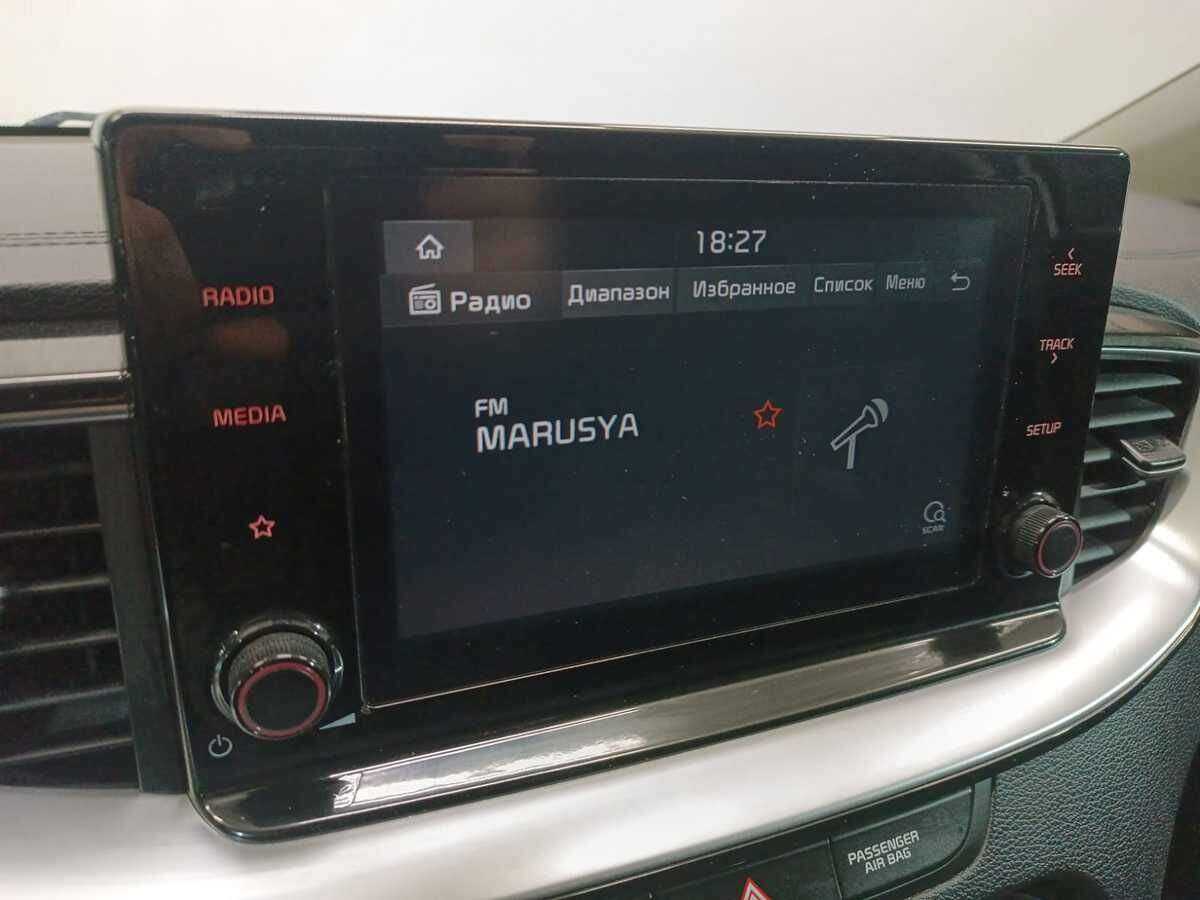 18:27
Радио Диапазон Избранное Список Меню
RADIO
MEDIA
FM
MARUSYA
SCAN
SEEK
TRACK
SETUP
PASSENGER
AIR BAG